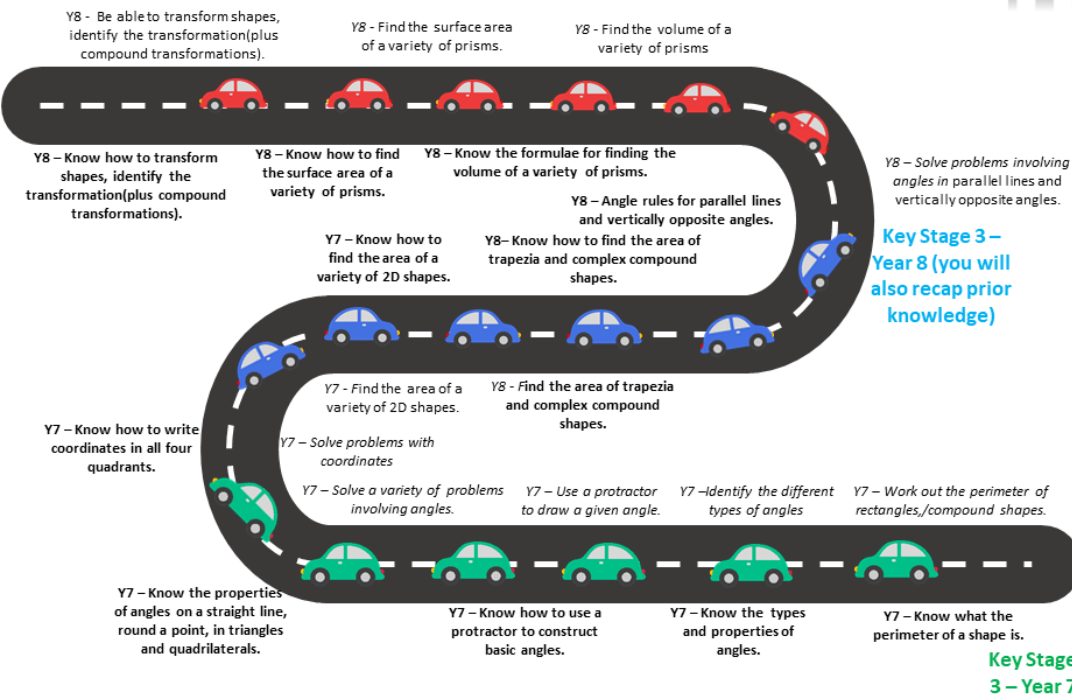 Y8 - Be able to transform shapes,
identify the transformation(plus
compound transformations).
Y8 - Find the surface area
of a variety of prisms.
Y8 - Find the volume of a
variety of prisms
Y8 – Know how to transform
shapes, identify the
transformation(plus compound
transformations).
Y8 – Know how to find
the surface area of a
variety of prisms.
Y8 – Know the formulae for finding the
volume of a variety of prisms.
Y8 – Solve problems involving
angles in parallel lines and
vertically opposite angles.
Y8 – Angle rules for parallel lines
and vertically opposite angles.
Key Stage 3 –
Year 8 (you will
also recap prior
knowledge)
Y7 – Know how to
find the area of a
variety of 2D shapes.
Y8– Know how to find the area of
trapezia and complex compound
shapes.
Y7 - Find the area of a
variety of 2D shapes.
Y8 - Find the area of trapezia
and complex compound
shapes.
Y7 – Know how to write
coordinates in all four
quadrants.
Y7 – Solve problems with
coordinates
Y7 – Solve a variety of problems
involving angles.
Y7 – Use a protractor
to draw a given angle.
Y7 –Identify the different
types of angles
Y7 – Work out the perimeter of
rectangles,/compound shapes.
Y7 – Know the properties
of angles on a straight line,
round a point, in triangles
and quadrilaterals.
Y7 – Know how to use a
protractor to construct
basic angles.
Y7 – Know the types
and properties of
angles.
Y7 – Know what the
perimeter of a shape is.
Key Stage
3 – Year 7